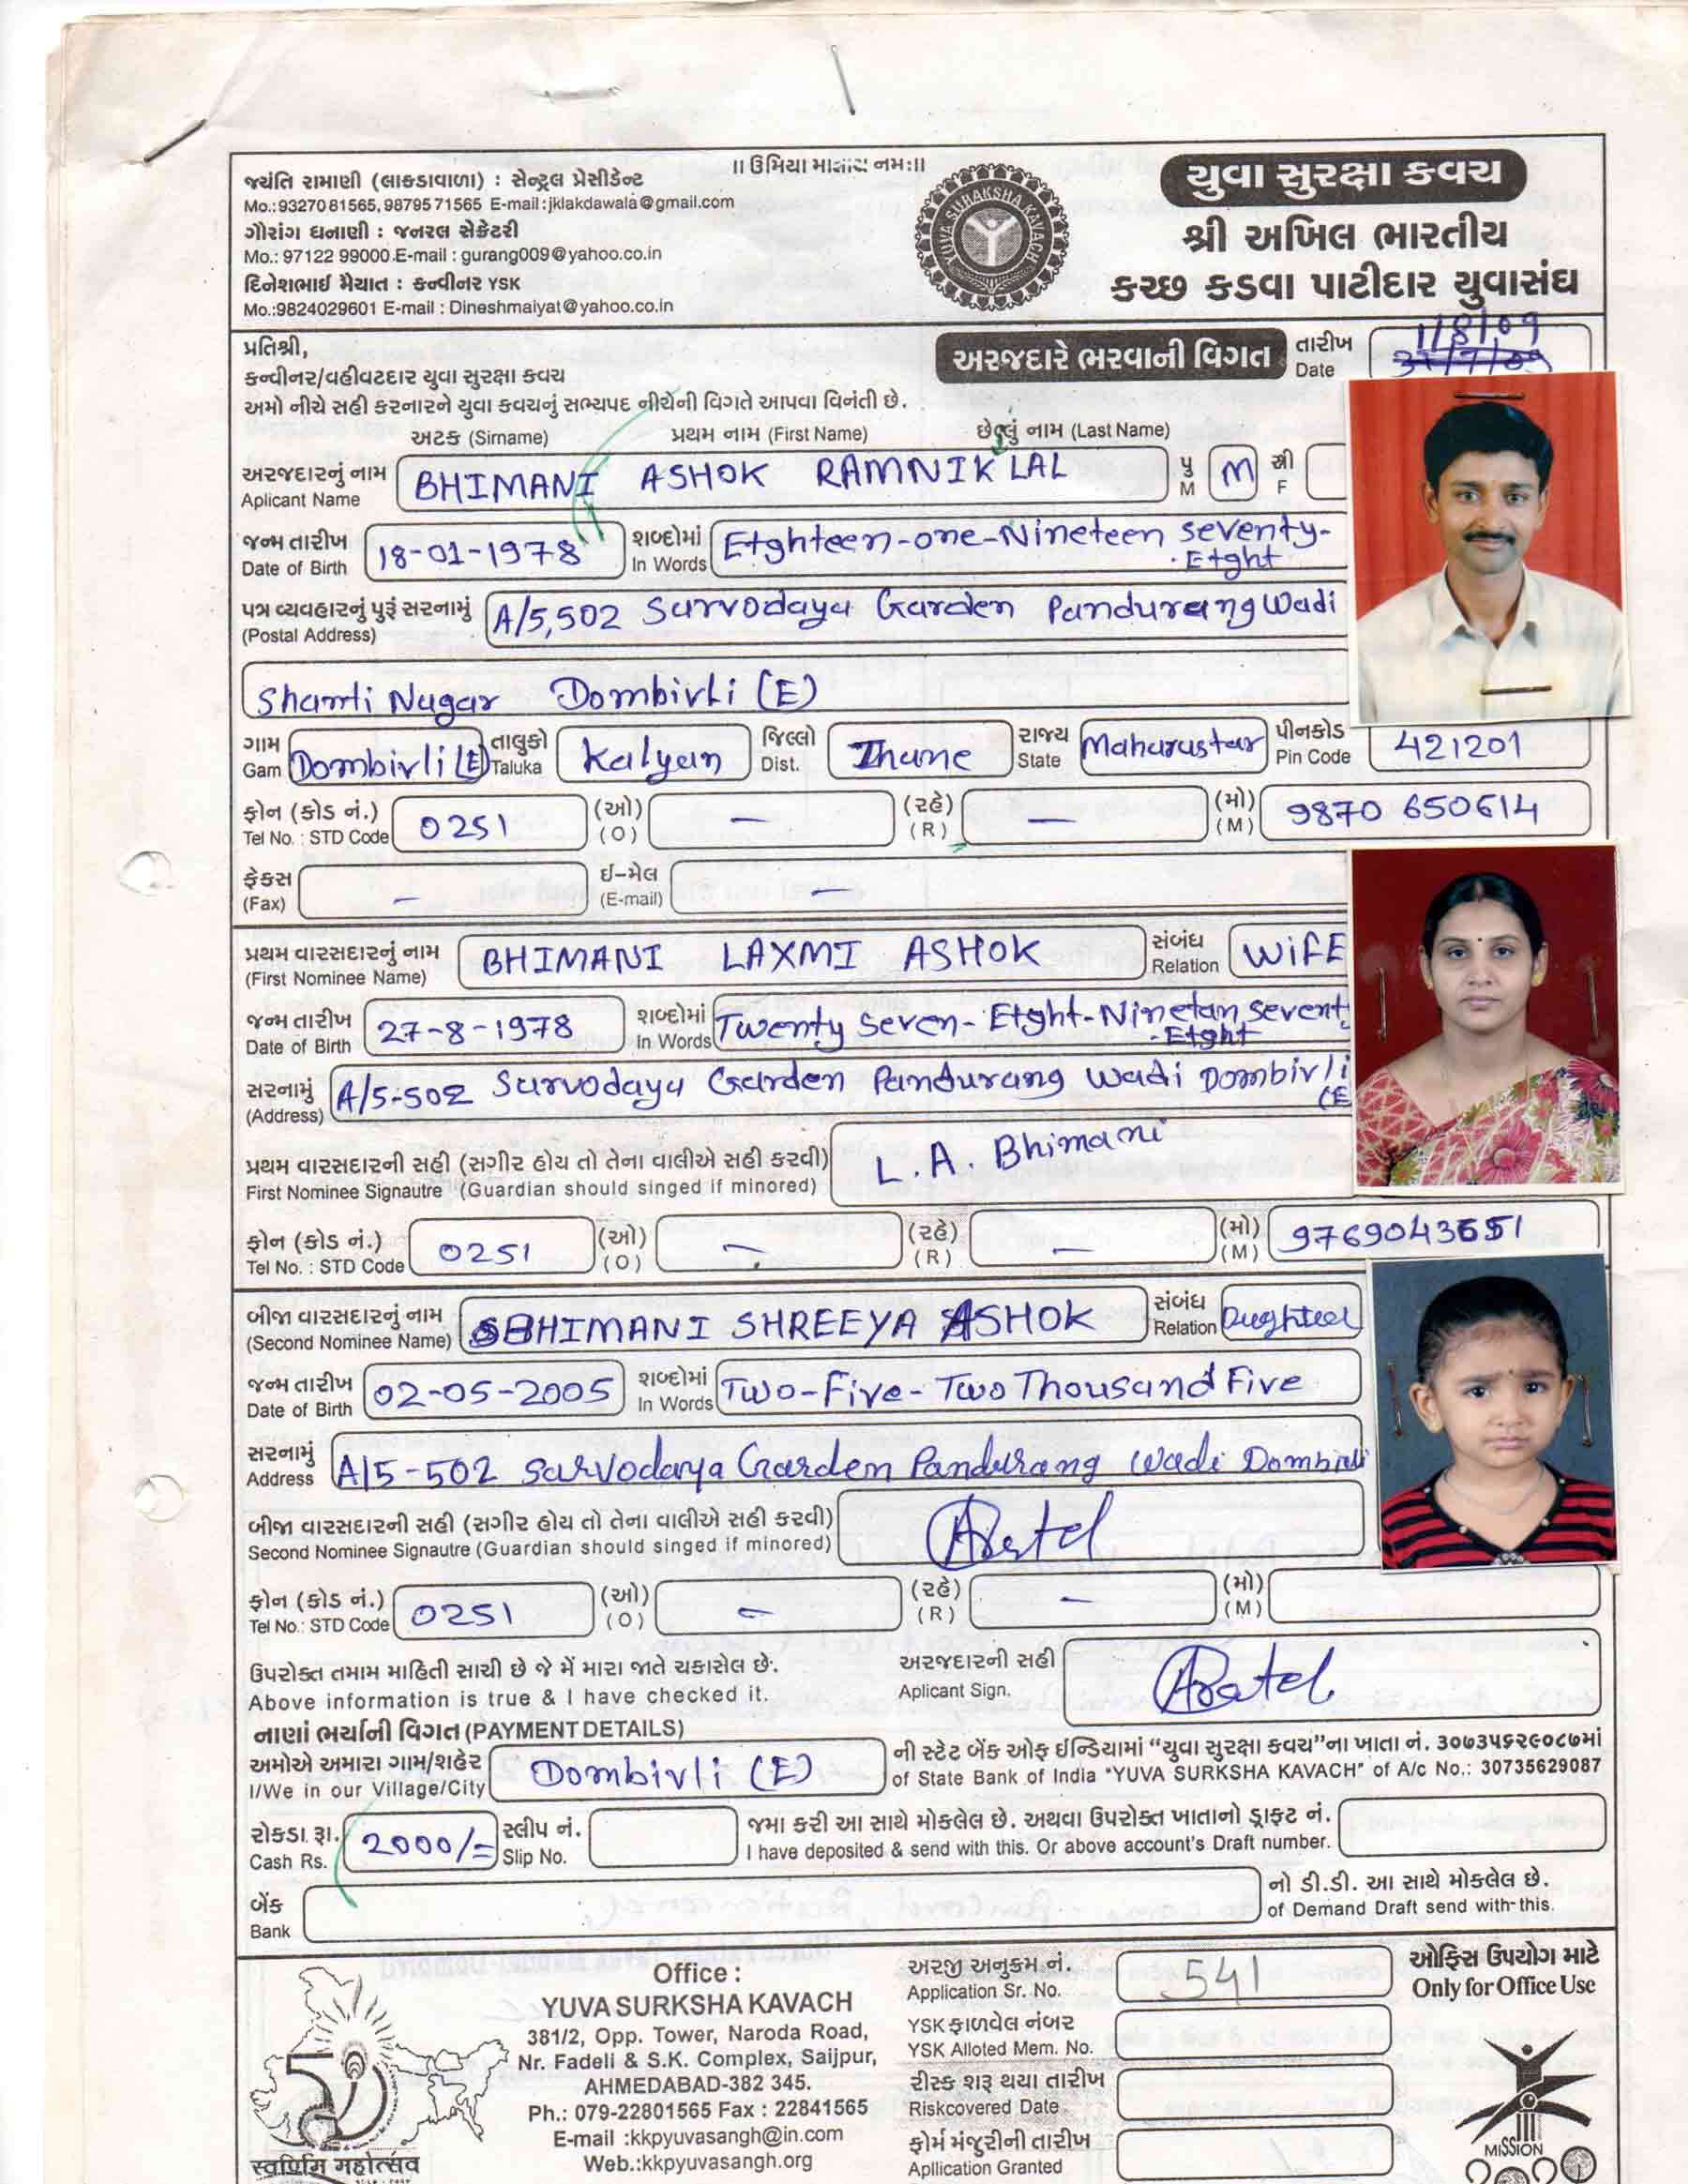 ॥ ઉમિયા માતાય નમઃ॥
જયંતિ રામાણી (લાકડાવાળા) : સેન્ટ્રલ પ્રેસીડેન્ટ
Mo.:9327081565, 9879571565 E-mail:jklakdawala@gmail.com
ગૌરાંગ ધનાણી : જનરલ સેક્રેટરી
Mo.: 97122 99000 E-mail : gurang009@yahoo.co.in
દિનેશભાઈ મૈયાત : કન્વીનર YSK
Mo.:9824029601 E-mail : Dineshmaiyat@yahoo.co.in
YUVA SURAKSHA KAVACH
યુવા સુરક્ષા કવચ
શ્રી અખિલ ભારતીય
કચ્છ કડવા પાટીદાર યુવાસંઘ
પ્રતિશ્રી,
કન્વીનર/વહીવટદાર યુવા સુરક્ષા કવચ
અરજદારે ભરવાની વિગત
તારીખ Date 1/8/09
31/7/09
અમો નીચે સહી કરનારને યુવા કવચનું સભ્યપદ નીચેની વિગતે આપવા વિનંતી છે.
અટક (Sirname) પ્રથમ નામ (First Name) છેલ્લું નામ (Last Name)
અરજદારનું નામ Aplicant Name BHIMANI ASHOK RAMNIKLAL પુ M M સ્ત્રી F
જન્મ તારીખ Date of Birth 18-01-1978 શબ્દોમાં In Words Etghteen-one-Nineteen seventy-
Etght
પત્ર વ્યવહારનું પુરૂં સરનામું (Postal Address) A/5,502 Sarvodaya Garden Pandurang Wadi
Shanti Nagar Dombivli (E)
ગામ Gam Dombivli (E) તાલુકો Taluka Kalyan જિલ્લો Dist. Thane રાજ્ય State Maharastar પીનકોડ Pin Code 421201
ફોન (કોડ નં.) Tel No. : STD Code 0251 (ઓ) (O) — (રહે) (R) — (મો) (M) 9870 650614
ફેક્સ (Fax) — ઈ-મેલ (E-mail) —
પ્રથમ વારસદારનું નામ (First Nominee Name) BHIMANI LAXMI ASHOK સંબંધ Relation WIFE
જન્મ તારીખ Date of Birth 27-8-1978 શબ્દોમાં In Words Twenty seven- Etght-Ninetan sevent
-Etght
સરનામું (Address) A/5-502 Sarvodaya Garden Pandurang wadi Dombivli
(E
પ્રથમ વારસદારની સહી (સગીર હોય તો તેના વાલીએ સહી કરવી)
First Nominee Signautre (Guardian should singed if minored) L. A. Bhimani
ફોન (કોડ નં.) Tel No. : STD Code 0251 (ઓ) (O) — (રહે) (R) — (મો) (M) 9769043651
બીજા વારસદારનું નામ (Second Nominee Name) BHIMANI SHREEYA ASHOK સંબંધ Relation Daughteer
જન્મ તારીખ Date of Birth 02-05-2005 શબ્દોમાં In Words Two-Five-Two Thousand Five
સરનામું Address A/5-502 Sarvodaya Garden Pandurang Wadi Dombivli
બીજા વારસદારની સહી (સગીર હોય તો તેના વાલીએ સહી કરવી)
Second Nominee Signautre (Guardian should singed if minored)
ફોન (કોડ નં.) Tel No.: STD Code 0251 (ઓ) (O) — (રહે) (R) — (મો) (M)
ઉપરોક્ત તમામ માહિતી સાચી છે જે મેં મારા જાતે ચકાસેલ છે. અરજદારની સહી
Above information is true & I have checked it. Aplicant Sign.
નાણાં ભર્યાની વિગત (PAYMENT DETAILS)
અમોએ અમારા ગામ/શહેર Dombivli (E) ની સ્ટેટ બેંક ઓફ ઈન્ડિયામાં “યુવા સુરક્ષા કવચ”ના ખાતા નં. ૩૦૭૩૫૬૨૯૦૮૭માં
I/We in our Village/City of State Bank of India "YUVA SURKSHA KAVACH" of A/c No.: 30735629087
રોકડા રૂા. 2000/= સ્લીપ નં. જમા કરી આ સાથે મોકલેલ છે. અથવા ઉપરોક્ત ખાતાનો ડ્રાફ્ટ નં.
Cash Rs. Slip No. I have deposited & send with this. Or above account's Draft number.
બેંક નો ડી.ડી. આ સાથે મોકલેલ છે.
Bank of Demand Draft send with this.
50
स्वर्णिम महोत्सव
Office :
YUVA SURKSHA KAVACH
381/2, Opp. Tower, Naroda Road,
Nr. Fadeli & S.K. Complex, Saijpur,
AHMEDABAD-382 345.
Ph.: 079-22801565 Fax : 22841565
E-mail :kkpyuvasangh@in.com
Web.:kkpyuvasangh.org
અરજી અનુક્રમ નં. 541
Application Sr. No.
YSK ફાળવેલ નંબર
YSK Alloted Mem. No.
રીસ્ક શરૂ થયા તારીખ
Riskcovered Date
ફોર્મ મંજુરીની તારીખ
Apllication Granted
ઓફિસ ઉપયોગ માટે
Only for Office Use
MISSION